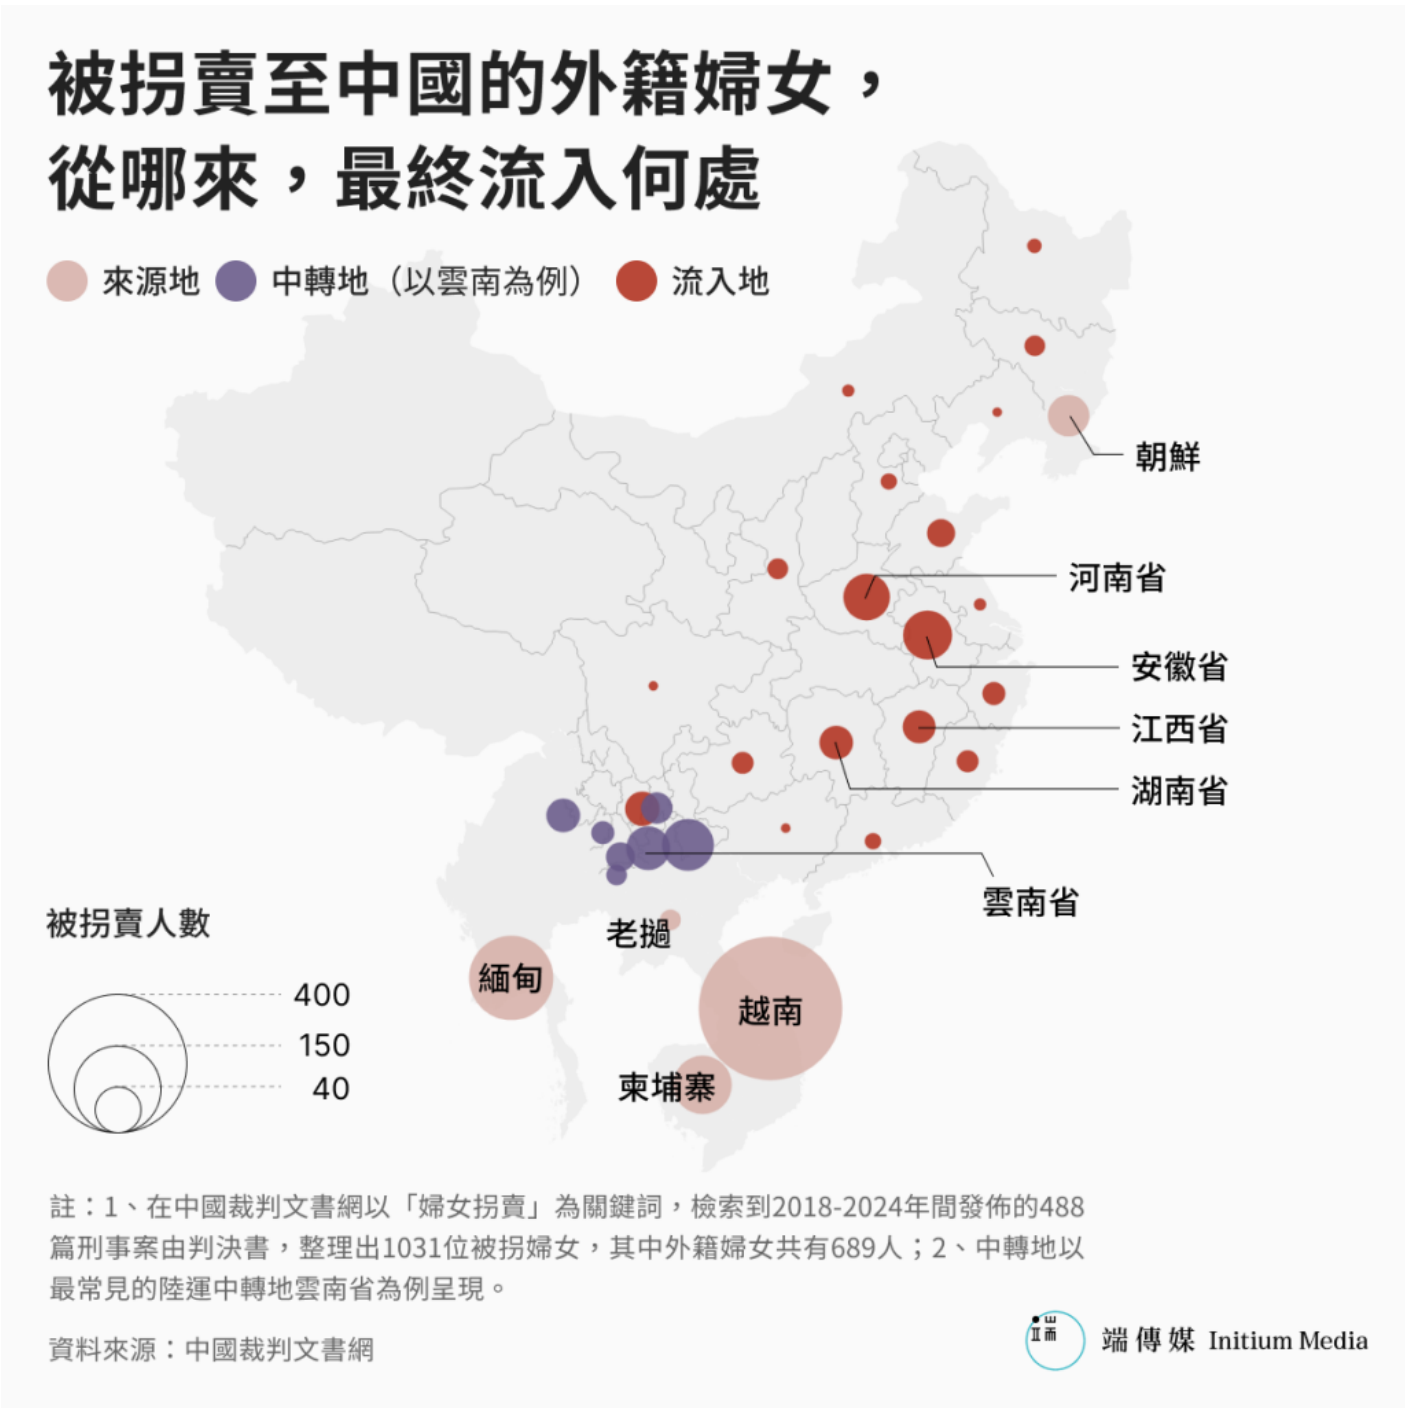 被拐賣至中國的外籍婦女，
從哪來，最終流入何處
來源地
中轉地（以雲南為例）
流入地
朝鮮
河南省
安徽省
江西省
湖南省
雲南省
老撾
緬甸
越南
柬埔寨
被拐賣人數
400
150
40
註：1、在中國裁判文書網以「婦女拐賣」為關鍵詞，檢索到2018-2024年間發佈的488
篇刑事案由判決書，整理出1031位被拐婦女，其中外籍婦女共有689人；2、中轉地以
最常見的陸運中轉地雲南省為例呈現。
資料來源：中國裁判文書網
端傳媒 Initium Media